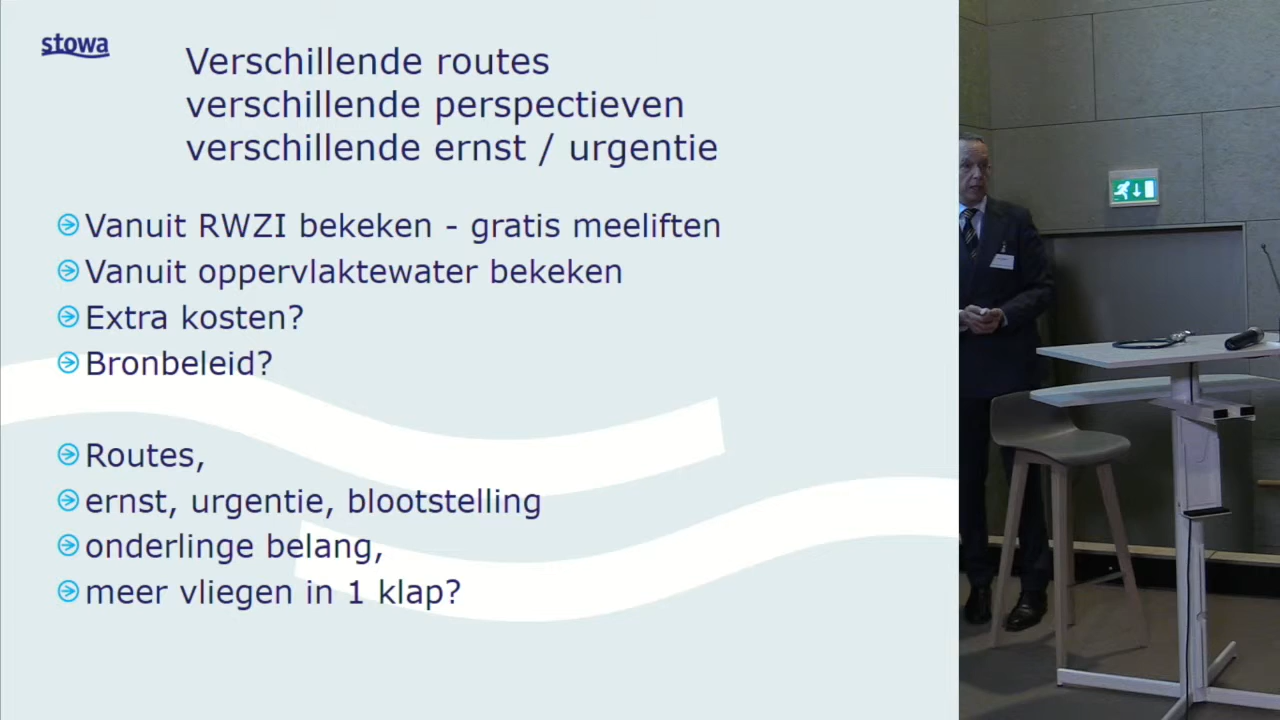 stowa
Verschillende routes
verschillende perspectieven
verschillende ernst / urgentie
Vanuit RWZI bekeken - gratis meeliften
Vanuit oppervlaktewater bekeken
Extra kosten?
Bronbeleid?
Routes,
ernst, urgentie, blootstelling
onderlinge belang,
meer vliegen in 1 klap?